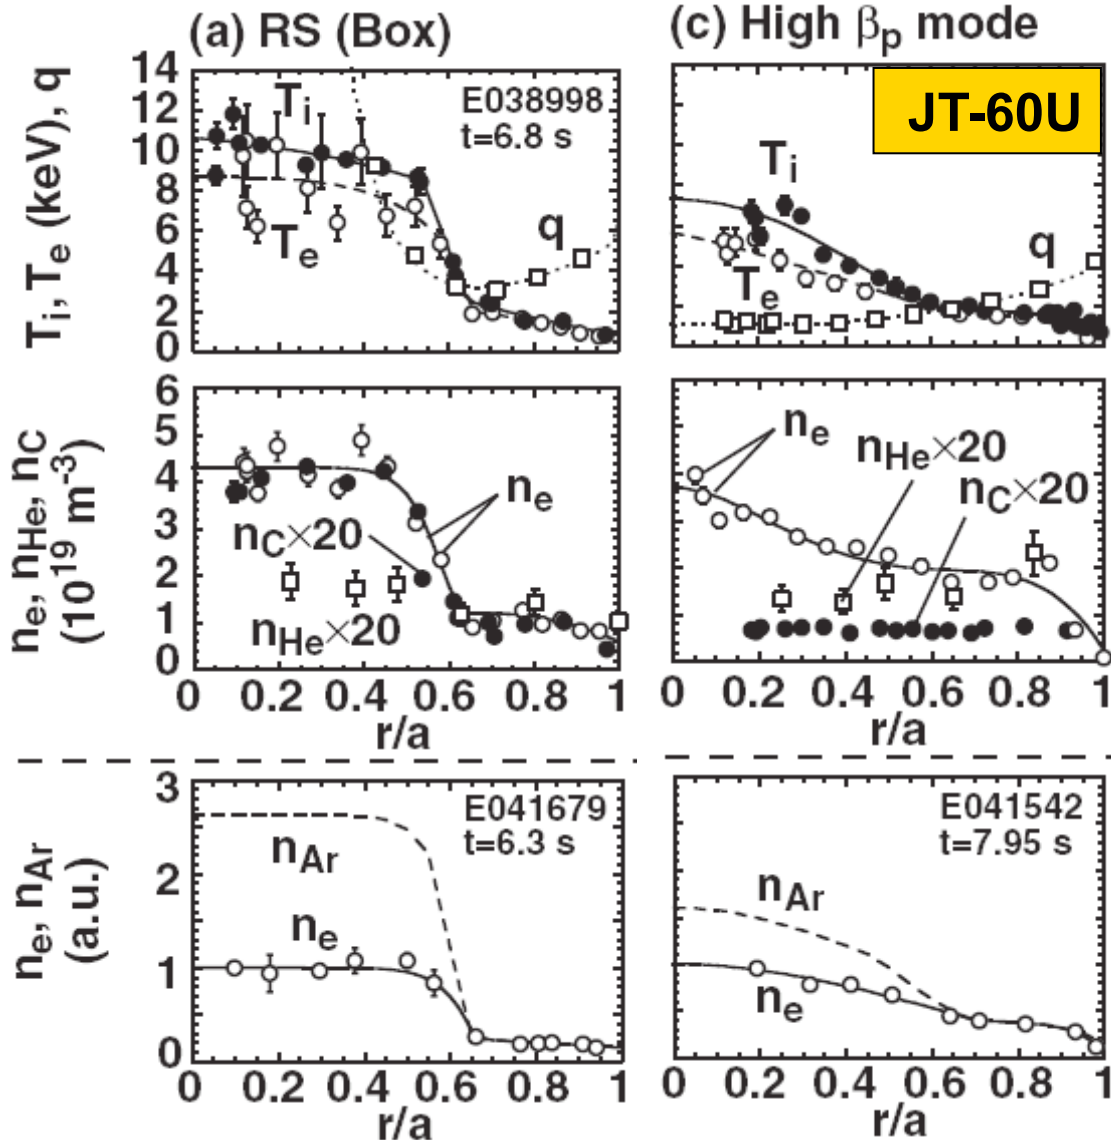 (a) RS (Box)
(c) High βp mode
JT-60U
Ti, Te (keV), q
14
12
10
8
6
4
2
0
Ti
Te
q
E038998
t=6.8 s
Ti
Te
q
ne, nHe, nC
(10^19 m^-3)
6
5
4
3
2
1
0
ne
nC×20
nHe×20
0 0.2 0.4 0.6 0.8 1
r/a
ne
nHe×20
nC×20
0 0.2 0.4 0.6 0.8 1
r/a
ne, nAr
(a.u.)
3
2
1
0
E041679
t=6.3 s
nAr
ne
0 0.2 0.4 0.6 0.8 1
r/a
E041542
t=7.95 s
nAr
ne
0 0.2 0.4 0.6 0.8 1
r/a